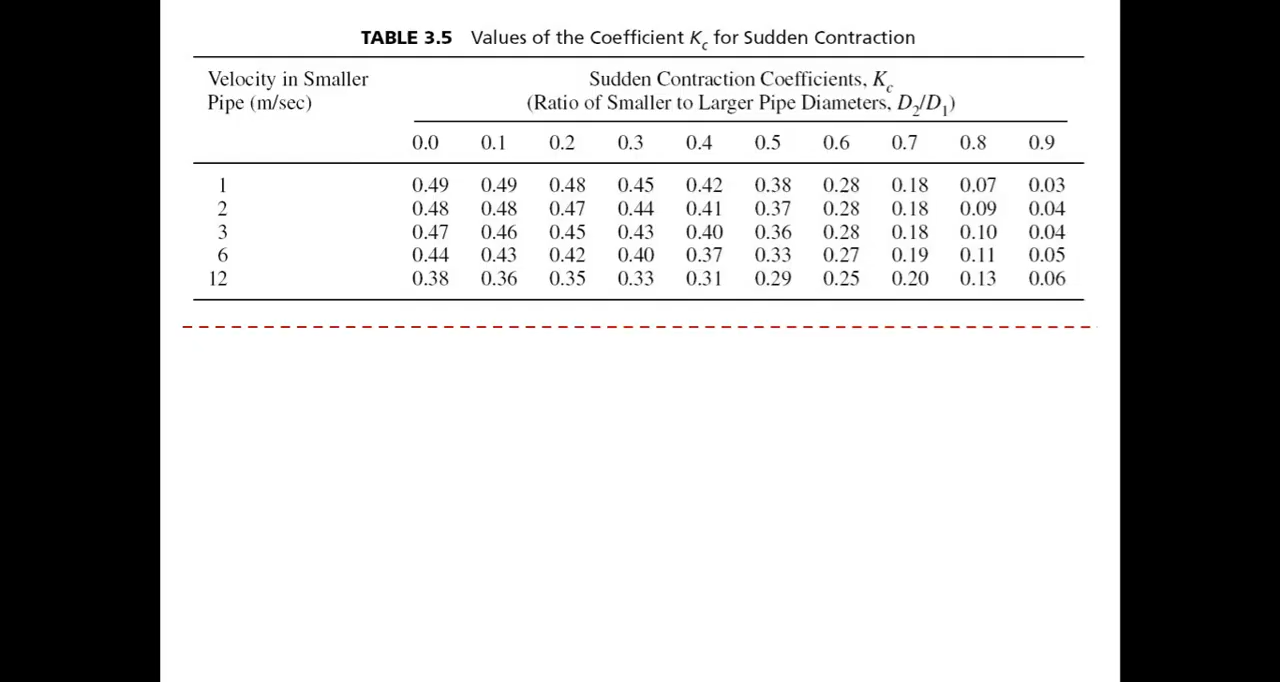 TABLE 3.5 Values of the Coefficient Kc for Sudden Contraction
Velocity in Smaller Sudden Contraction Coefficients, Kc
Pipe (m/sec) (Ratio of Smaller to Larger Pipe Diameters, D2/D1)
0.0 0.1 0.2 0.3 0.4 0.5 0.6 0.7 0.8 0.9
1 0.49 0.49 0.48 0.45 0.42 0.38 0.28 0.18 0.07 0.03
2 0.48 0.48 0.47 0.44 0.41 0.37 0.28 0.18 0.09 0.04
3 0.47 0.46 0.45 0.43 0.40 0.36 0.28 0.18 0.10 0.04
6 0.44 0.43 0.42 0.40 0.37 0.33 0.27 0.19 0.11 0.05
12 0.38 0.36 0.35 0.33 0.31 0.29 0.25 0.20 0.13 0.06